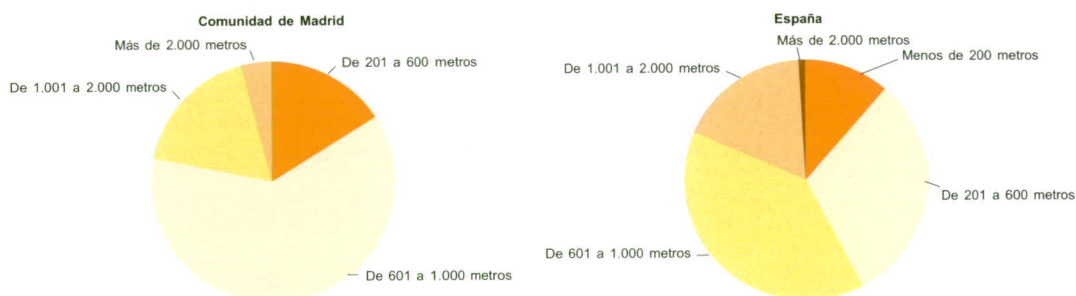 Comunidad de Madrid
Más de 2.000 metros
De 201 a 600 metros
De 1.001 a 2.000 metros
De 601 a 1.000 metros
España
Más de 2.000 metros
Menos de 200 metros
De 1.001 a 2.000 metros
De 201 a 600 metros
De 601 a 1.000 metros